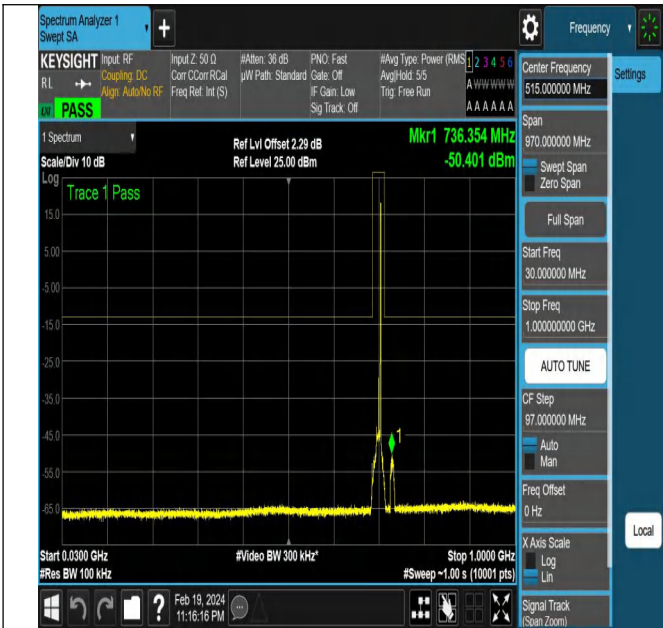 Spectrum Analyzer 1
Swept SA
+
Frequency
KEYSIGHT
RL
PASS
Input: RF
Coupling: DC
Align: Auto/No RF
Input Z: 50 Ω
Corr CCorr RCal
Freq Ref: Int (S)
#Atten: 36 dB
µW Path: Standard
PNO: Fast
Gate: Off
IF Gain: Low
Sig Track: Off
#Avg Type: Power (RMS
Avg|Hold: 5/5
Trig: Free Run
1 2 3 4 5 6
A W W W W W
A A A A A A
1 Spectrum
Scale/Div 10 dB
Ref Lvl Offset 2.29 dB
Ref Level 25.00 dBm
Mkr1 736.354 MHz
-50.401 dBm
Log
Trace 1 Pass
15.0
5.00
-5.00
-15.0
-25.0
-35.0
-45.0
-55.0
-65.0
1
Start 0.0300 GHz
#Res BW 100 kHz
#Video BW 300 kHz*
Stop 1.0000 GHz
#Sweep ~1.00 s (10001 pts)
Center Frequency
515.000000 MHz
Settings
Span
970.000000 MHz
Swept Span
Zero Span
Full Span
Start Freq
30.000000 MHz
Stop Freq
1.000000000 GHz
AUTO TUNE
CF Step
97.000000 MHz
Auto
Man
Freq Offset
0 Hz
Local
X Axis Scale
Log
Lin
Signal Track
(Span Zoom)
?
Feb 19, 2024
11:16:16 PM